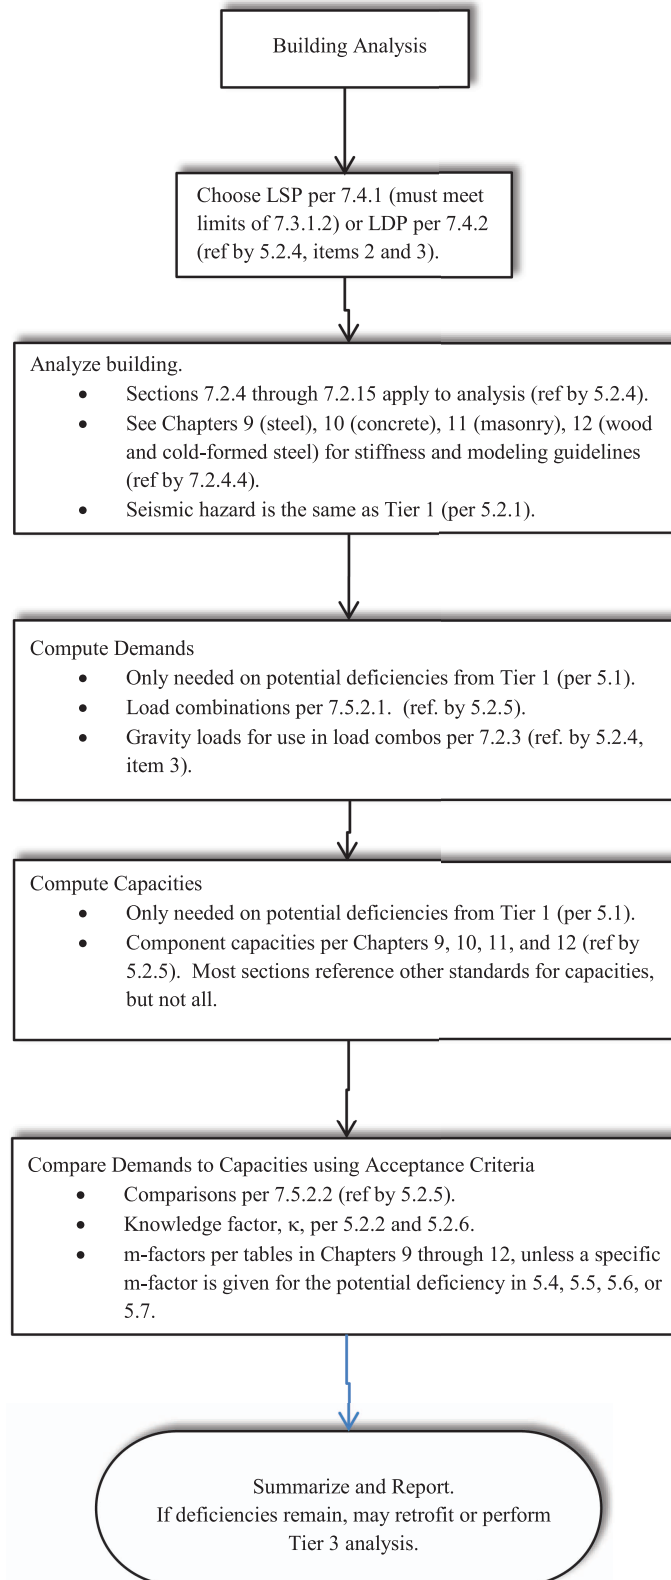 Building Analysis
Choose LSP per 7.4.1 (must meet
limits of 7.3.1.2) or LDP per 7.4.2
(ref by 5.2.4, items 2 and 3).
Analyze building.
• Sections 7.2.4 through 7.2.15 apply to analysis (ref by 5.2.4).
• See Chapters 9 (steel), 10 (concrete), 11 (masonry), 12 (wood
and cold-formed steel) for stiffness and modeling guidelines
(ref by 7.2.4.4).
• Seismic hazard is the same as Tier 1 (per 5.2.1).
Compute Demands
• Only needed on potential deficiencies from Tier 1 (per 5.1).
• Load combinations per 7.5.2.1. (ref. by 5.2.5).
• Gravity loads for use in load combos per 7.2.3 (ref. by 5.2.4,
item 3).
Compute Capacities
• Only needed on potential deficiencies from Tier 1 (per 5.1).
• Component capacities per Chapters 9, 10, 11, and 12 (ref by
5.2.5). Most sections reference other standards for capacities,
but not all.
Compare Demands to Capacities using Acceptance Criteria
• Comparisons per 7.5.2.2 (ref by 5.2.5).
• Knowledge factor, κ, per 5.2.2 and 5.2.6.
• m-factors per tables in Chapters 9 through 12, unless a specific
m-factor is given for the potential deficiency in 5.4, 5.5, 5.6, or
5.7.
Summarize and Report.
If deficiencies remain, may retrofit or perform
Tier 3 analysis.